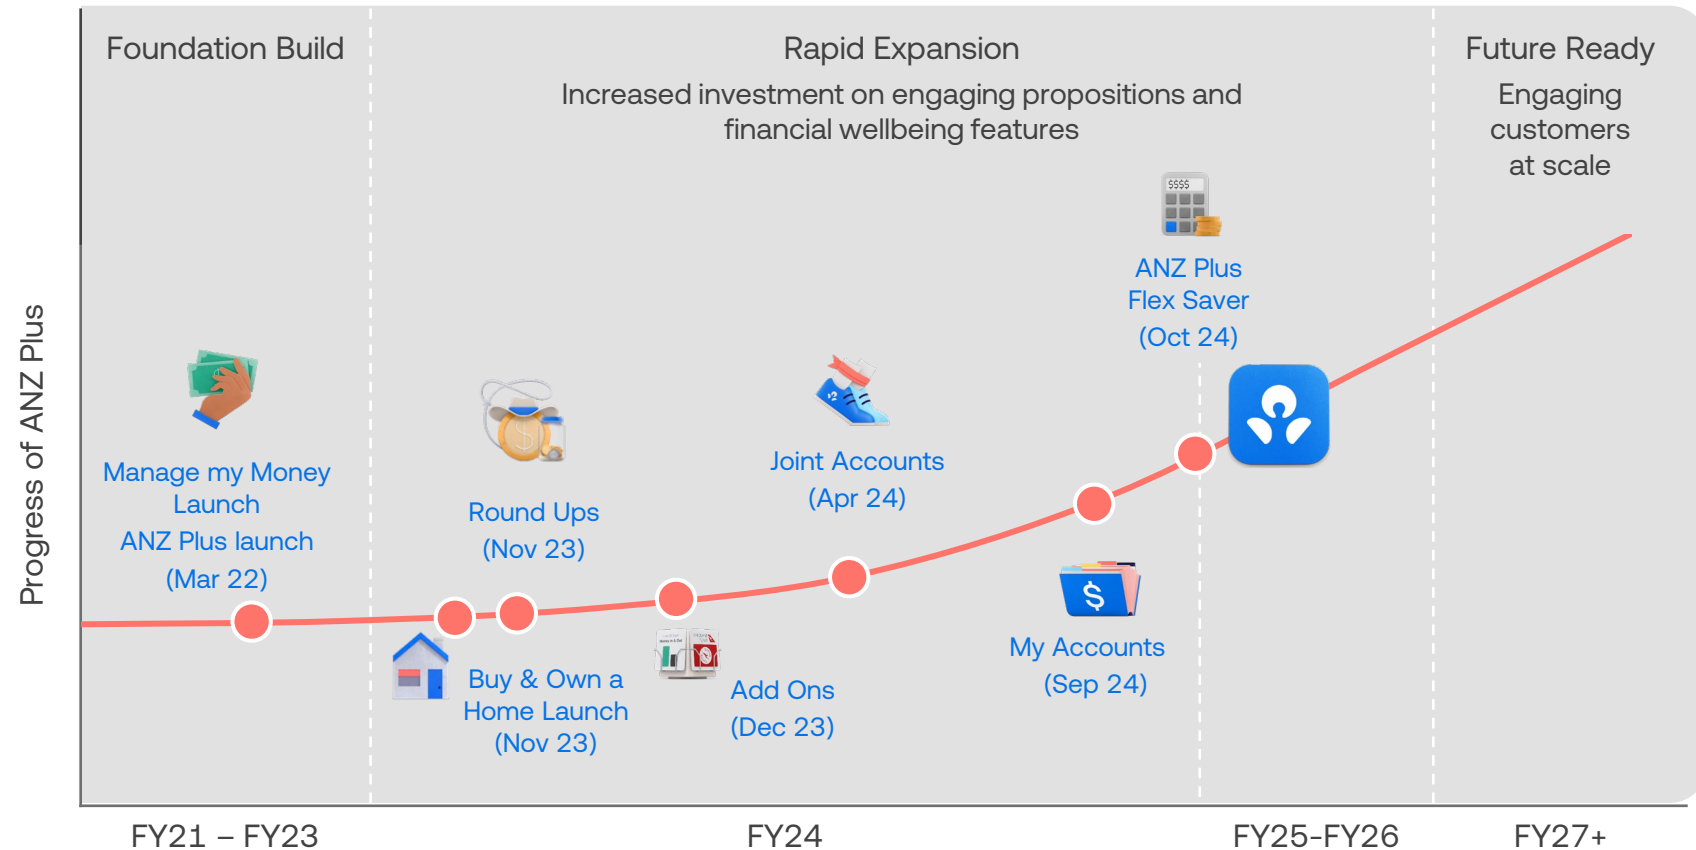 Foundation Build
Rapid Expansion
Increased investment on engaging propositions and
financial wellbeing features
Future Ready
Engaging
customers
at scale
Progress of ANZ Plus
Manage my Money
Launch
ANZ Plus launch
(Mar 22)
Round Ups
(Nov 23)
Buy & Own a
Home Launch
(Nov 23)
Add Ons
(Dec 23)
Joint Accounts
(Apr 24)
$
My Accounts
(Sep 24)
$$$$
ANZ Plus
Flex Saver
(Oct 24)
FY21 – FY23
FY24
FY25-FY26
FY27+